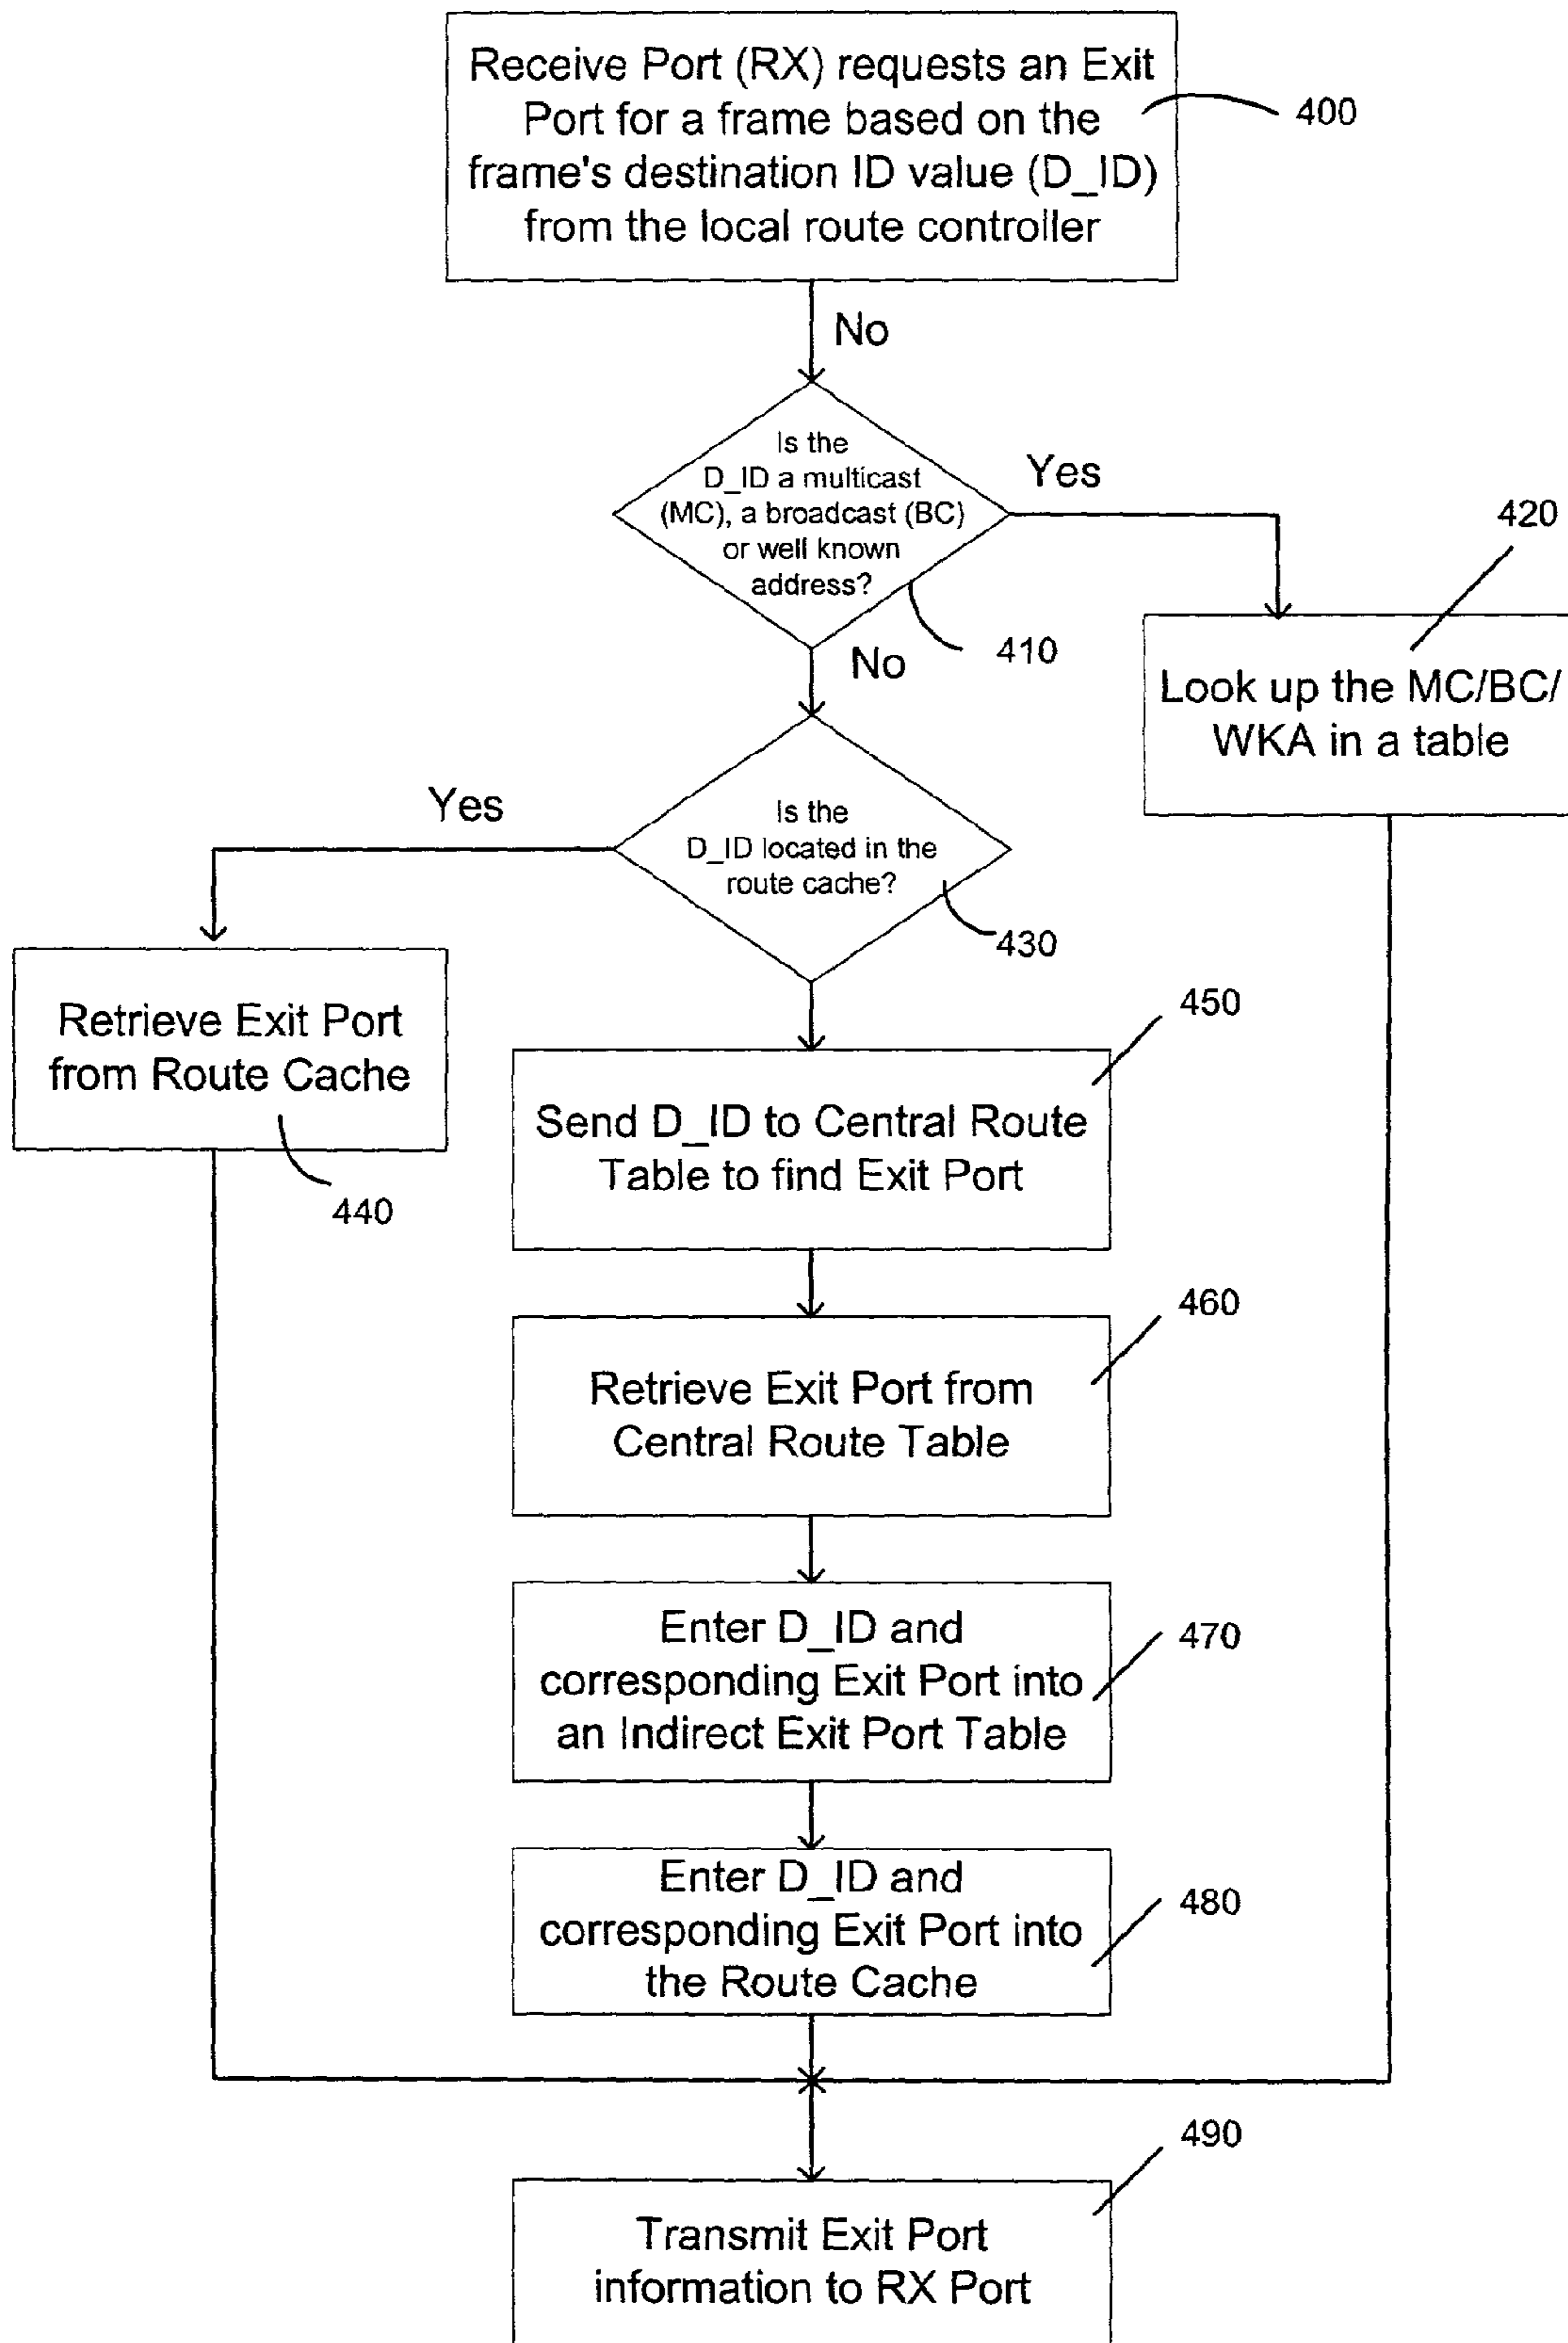 Receive Port (RX) requests an Exit
Port for a frame based on the
frame's destination ID value (D_ID)
from the local route controller
400
No
Is the
D_ID a multicast
(MC), a broadcast (BC)
or well known
address?
Yes
410
420
Look up the MC/BC/
WKA in a table
No
Is the
D_ID located in the
route cache?
Yes
430
Retrieve Exit Port
from Route Cache
440
450
Send D_ID to Central Route
Table to find Exit Port
460
Retrieve Exit Port from
Central Route Table
Enter D_ID and
corresponding Exit Port into
an Indirect Exit Port Table
470
Enter D_ID and
corresponding Exit Port into
the Route Cache
480
490
Transmit Exit Port
information to RX Port